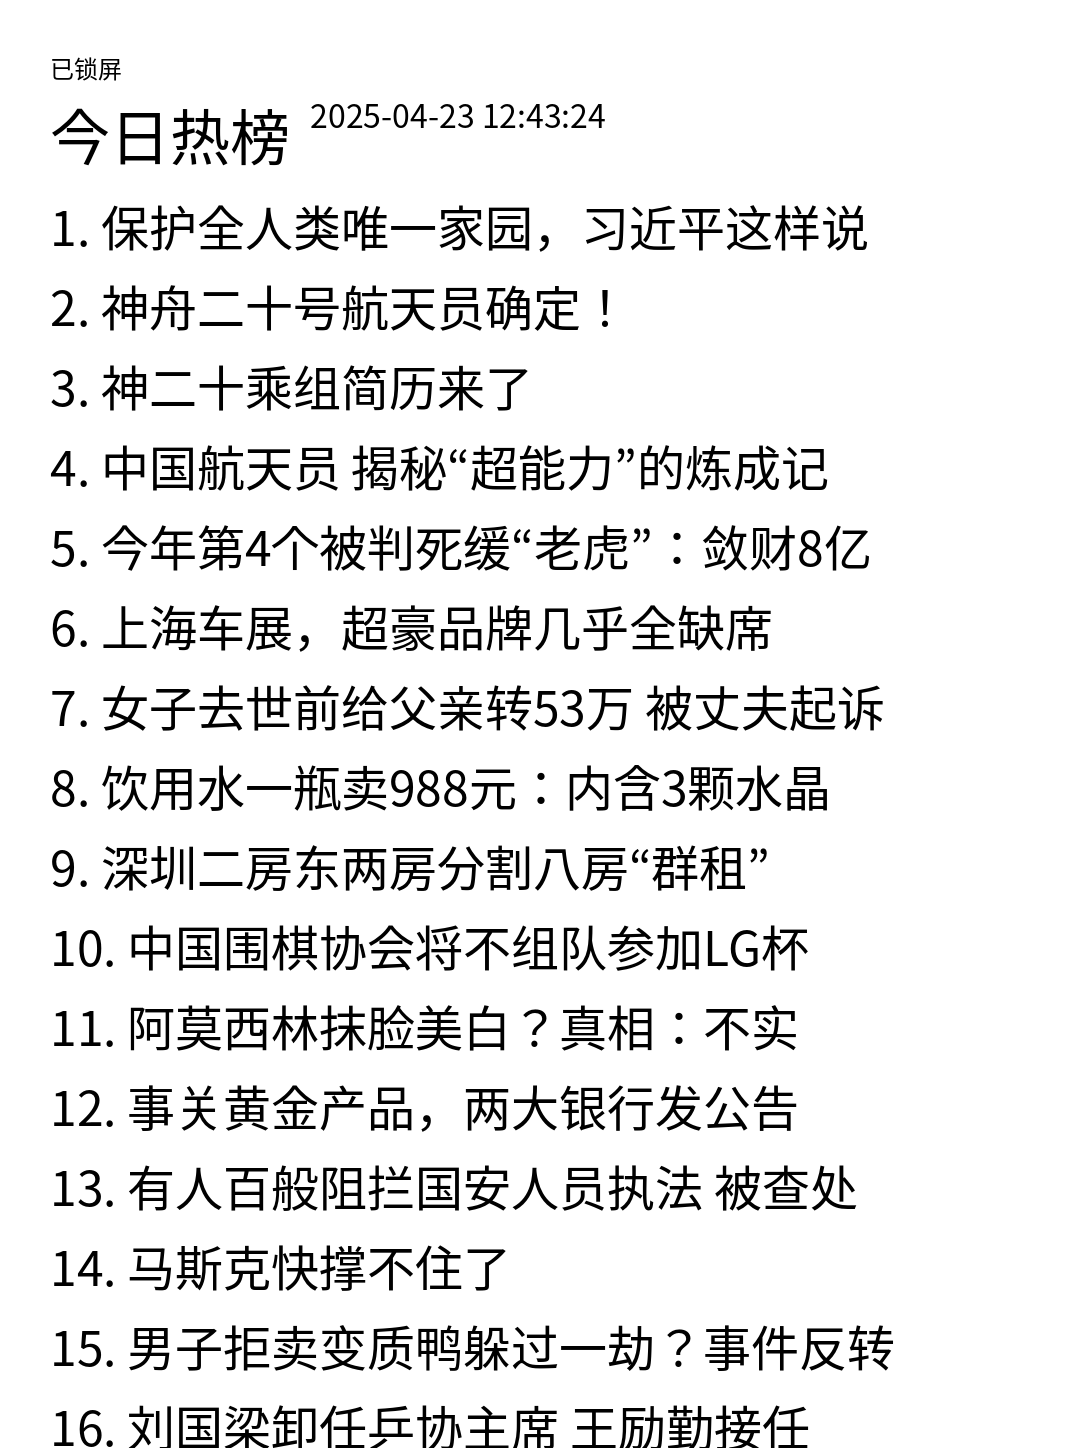 已锁屏
今日热榜 2025-04-23 12:43:24
1. 保护全人类唯一家园，习近平这样说
2. 神舟二十号航天员确定！
3. 神二十乘组简历来了
4. 中国航天员 揭秘“超能力”的炼成记
5. 今年第4个被判死缓“老虎”：敛财8亿
6. 上海车展，超豪品牌几乎全缺席
7. 女子去世前给父亲转53万 被丈夫起诉
8. 饮用水一瓶卖988元：内含3颗水晶
9. 深圳二房东两房分割八房“群租”
10. 中国围棋协会将不组队参加LG杯
11. 阿莫西林抹脸美白？真相：不实
12. 事关黄金产品，两大银行发公告
13. 有人百般阻拦国安人员执法 被查处
14. 马斯克快撑不住了
15. 男子拒卖变质鸭躲过一劫？事件反转
16. 刘国梁卸任乒协主席 王励勤接任